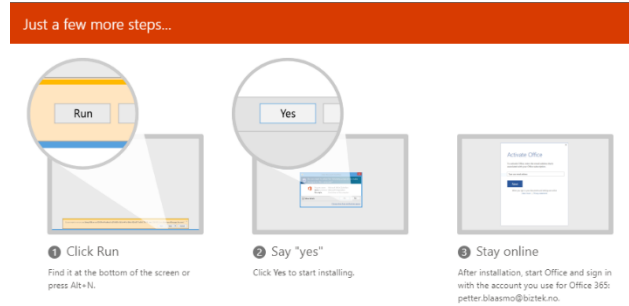 Just a few more steps...
Run
Yes
Activate Office
1 Click Run
2 Say "yes"
3 Stay online
Find it at the bottom of the screen or
press Alt+N.
Click Yes to start installing.
After installation, start Office and sign in
with the account you use for Office 365:
petter.blaasmo@biztek.no.